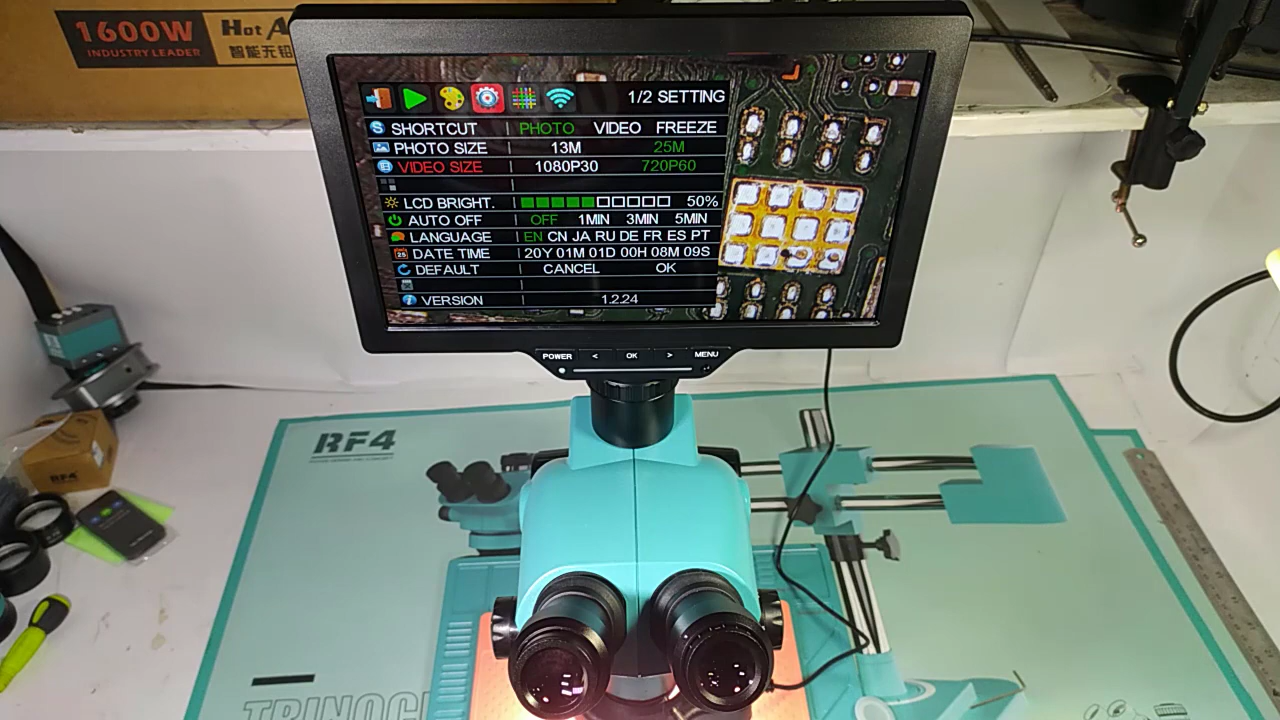 1600W
INDUSTRY LEADER
Hot A
智能无铅
1/2 SETTING
SHORTCUT | PHOTO VIDEO FREEZE
PHOTO SIZE | 13M 25M
VIDEO SIZE | 1080P30 720P60
LCD BRIGHT. | 50%
AUTO OFF | OFF 1MIN 3MIN 5MIN
LANGUAGE | EN CN JA RU DE FR ES PT
DATE TIME | 20Y 01M 01D 00H 08M 09S
DEFAULT | CANCEL OK
VERSION | 1.2.24
POWER < OK > MENU
RF4
RF4
TRINOC